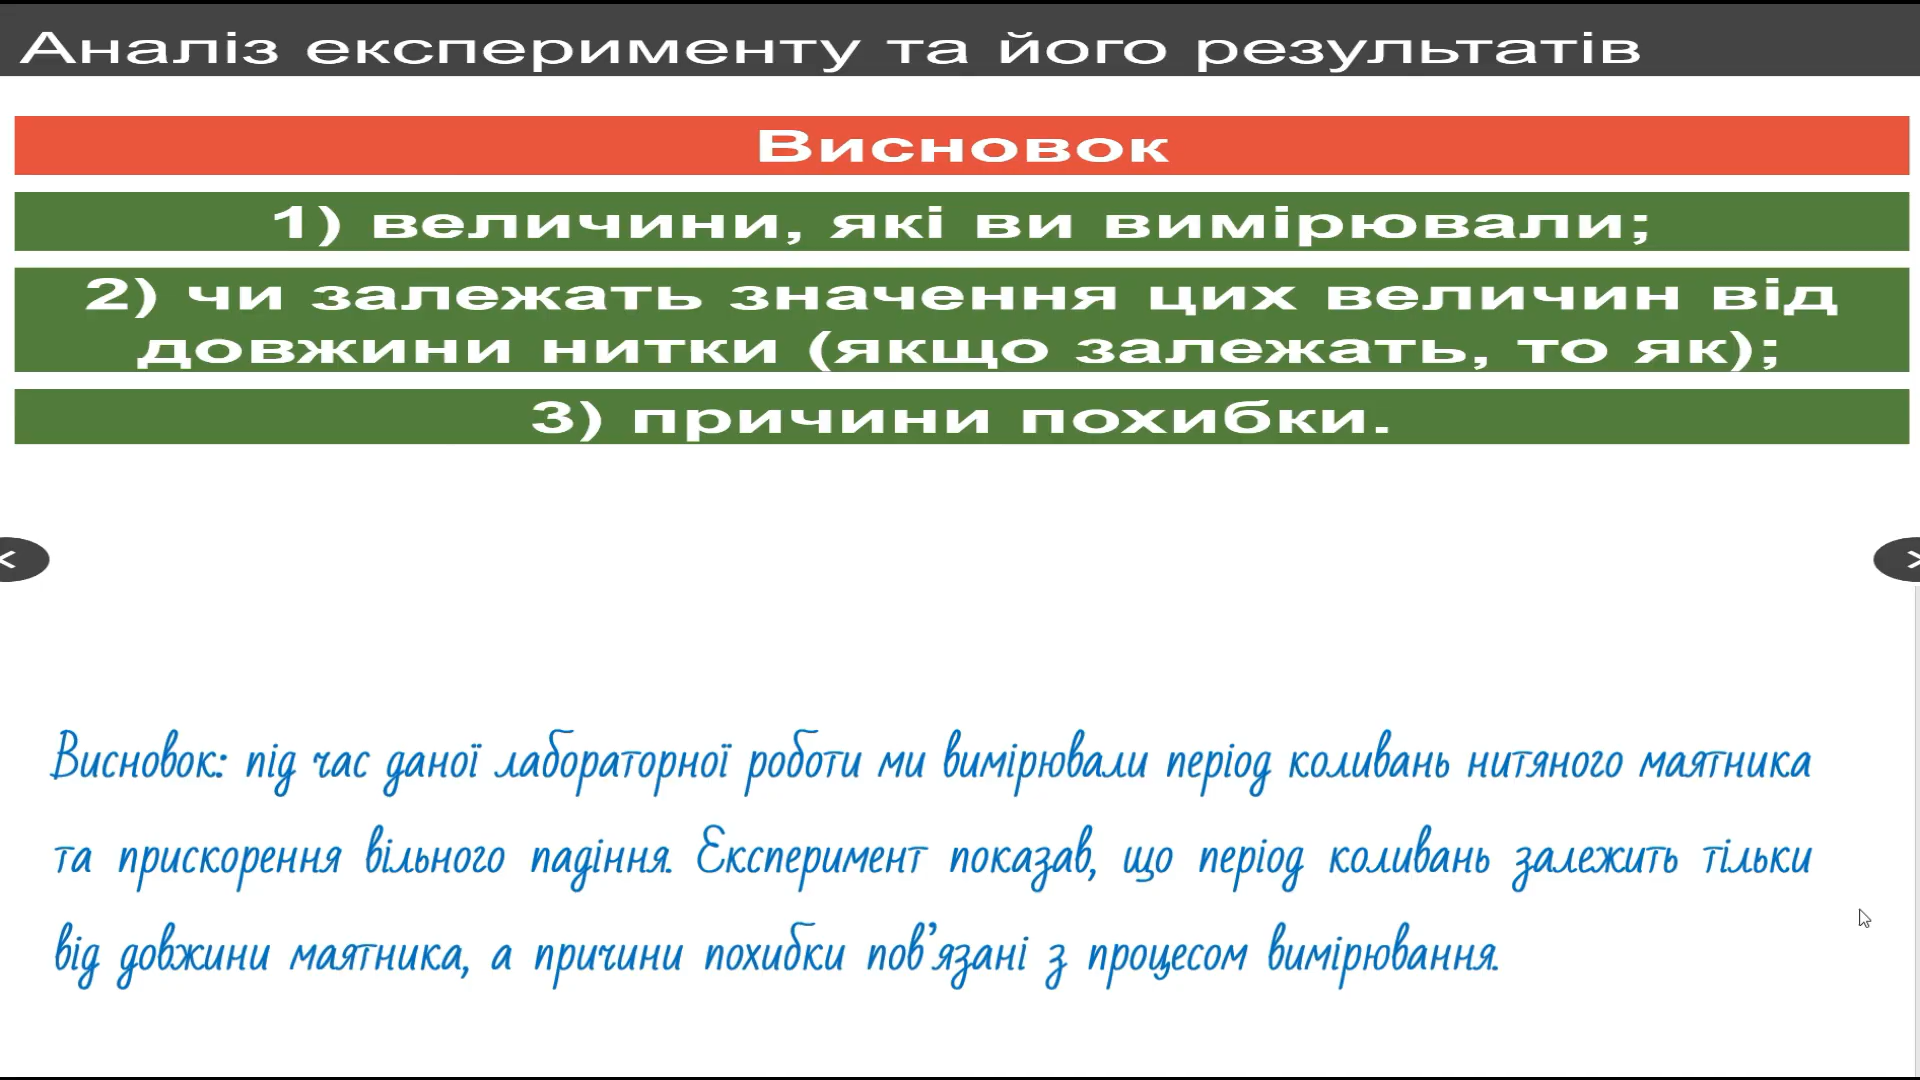 Аналіз експерименту та його результатів
Висновок
1) величини, які ви вимірювали;
2) чи залежать значення цих величин від
довжини нитки (якщо залежать, то як);
3) причини похибки.
Висновок: під час даної лабораторної роботи ми вимірювали період коливань нитяного маятника
та прискорення вільного падіння. Експеримент показав, що період коливань залежить тільки
від довжини маятника, а причини похибки пов’язані з процесом вимірювання.